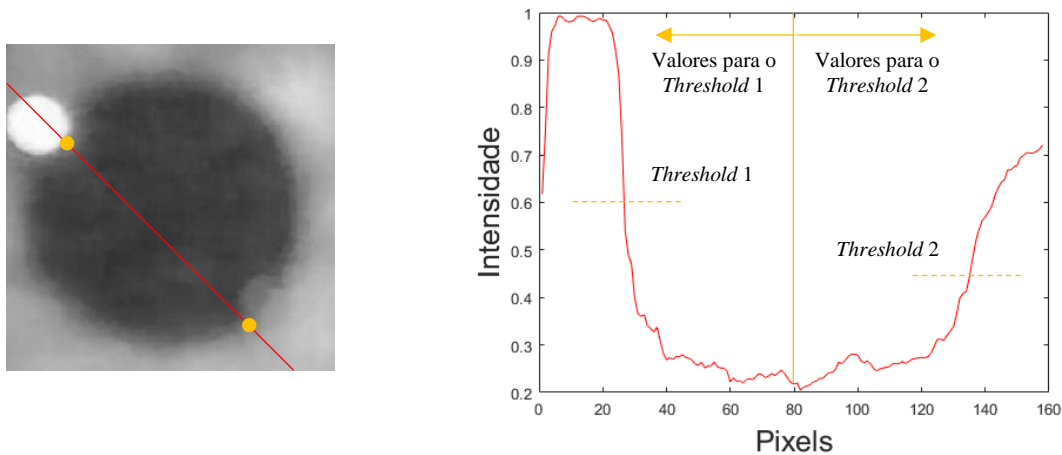 1
0.9
0.8
0.7
0.6
0.5
0.4
0.3
0.2
Intensidade
Valores para o
Threshold 1
Valores para o
Threshold 2
Threshold 1
Threshold 2
0 20 40 60 80 100 120 140 160
Pixels